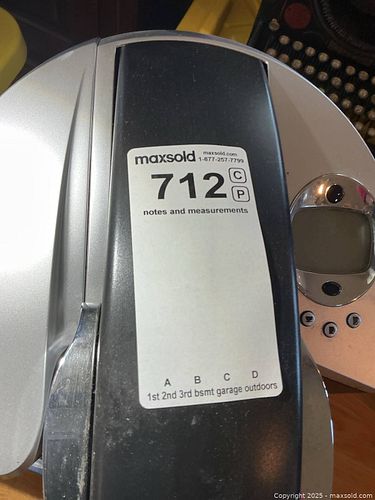 maxsold maxsold.com
1-877-257-7799
712 C
P
notes and measurements
A B C D
1st 2nd 3rd bsmt garage outdoors
Copyright 2025 - maxsold.com